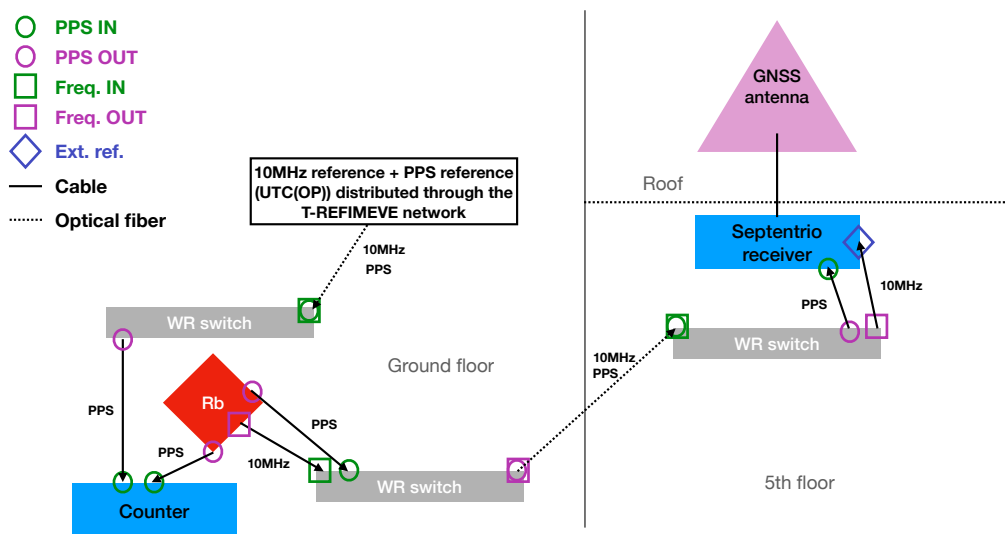 PPS IN
PPS OUT
Freq. IN
Freq. OUT
Ext. ref.
Cable
Optical fiber
10MHz reference + PPS reference
(UTC(OP)) distributed through the
T-REFIMEVE network
10MHz
PPS
WR switch
Ground floor
PPS
Rb
PPS
PPS
10MHz
WR switch
Counter
10MHz
PPS
GNSS
antenna
Roof
Septentrio
receiver
10MHz
PPS
WR switch
5th floor